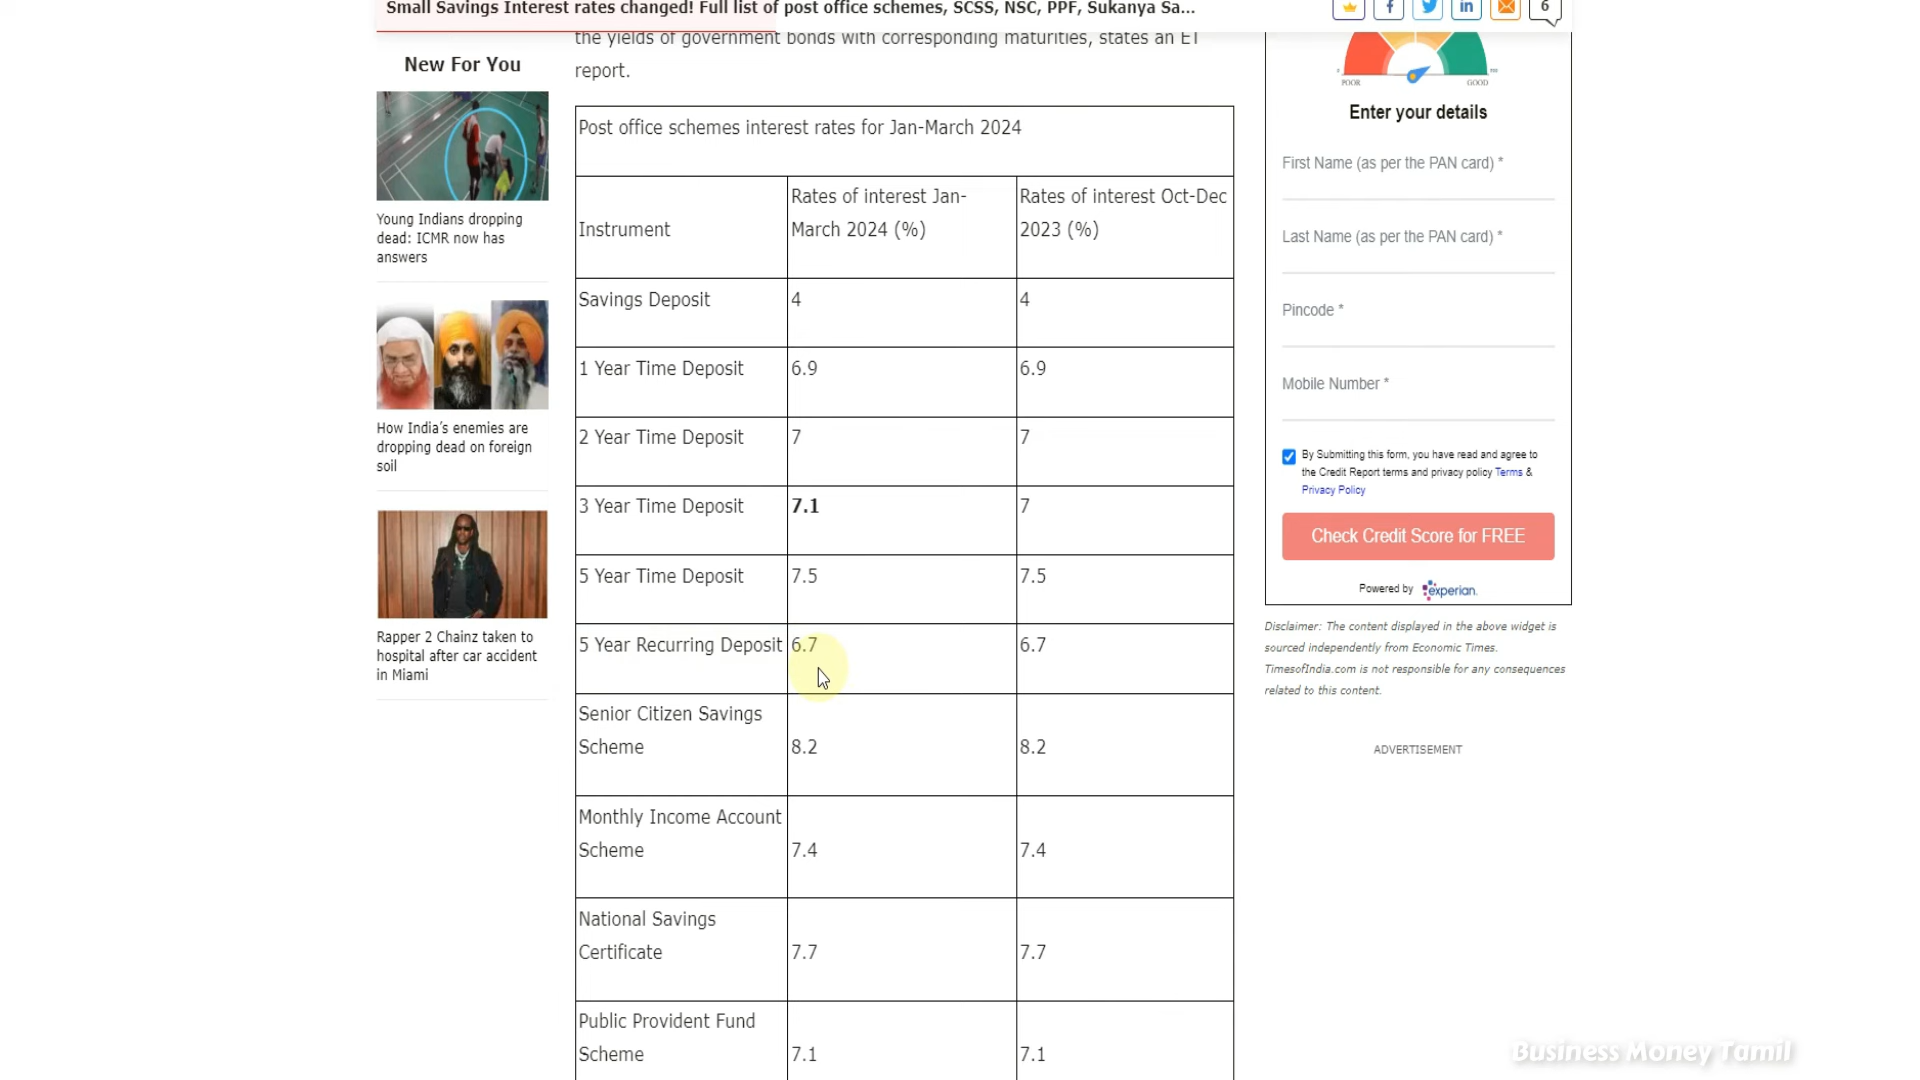 Small Savings Interest rates changed! Full list of post office schemes, SCSS, NSC, PPF, Sukanya Sa...
6
the yields of government bonds with corresponding maturities, states an ET
report.
New For You
Young Indians dropping
dead: ICMR now has
answers
How India's enemies are
dropping dead on foreign
soil
Rapper 2 Chainz taken to
hospital after car accident
in Miami
Post office schemes interest rates for Jan-March 2024
Instrument
Rates of interest Jan-
March 2024 (%)
Rates of interest Oct-Dec
2023 (%)
Savings Deposit 4 4
1 Year Time Deposit 6.9 6.9
2 Year Time Deposit 7 7
3 Year Time Deposit 7.1 7
5 Year Time Deposit 7.5 7.5
5 Year Recurring Deposit 6.7 6.7
Senior Citizen Savings
Scheme 8.2 8.2
Monthly Income Account
Scheme 7.4 7.4
National Savings
Certificate 7.7 7.7
Public Provident Fund
Scheme 7.1 7.1
POOR GOOD
Enter your details
First Name (as per the PAN card) *
Last Name (as per the PAN card) *
Pincode *
Mobile Number *
By Submitting this form, you have read and agree to
the Credit Report terms and privacy policy Terms &
Privacy Policy
Check Credit Score for FREE
Powered by experian.
Disclaimer: The content displayed in the above widget is
sourced independently from Economic Times.
TimesofIndia.com is not responsible for any consequences
related to this content.
ADVERTISEMENT
Business Money Tamil